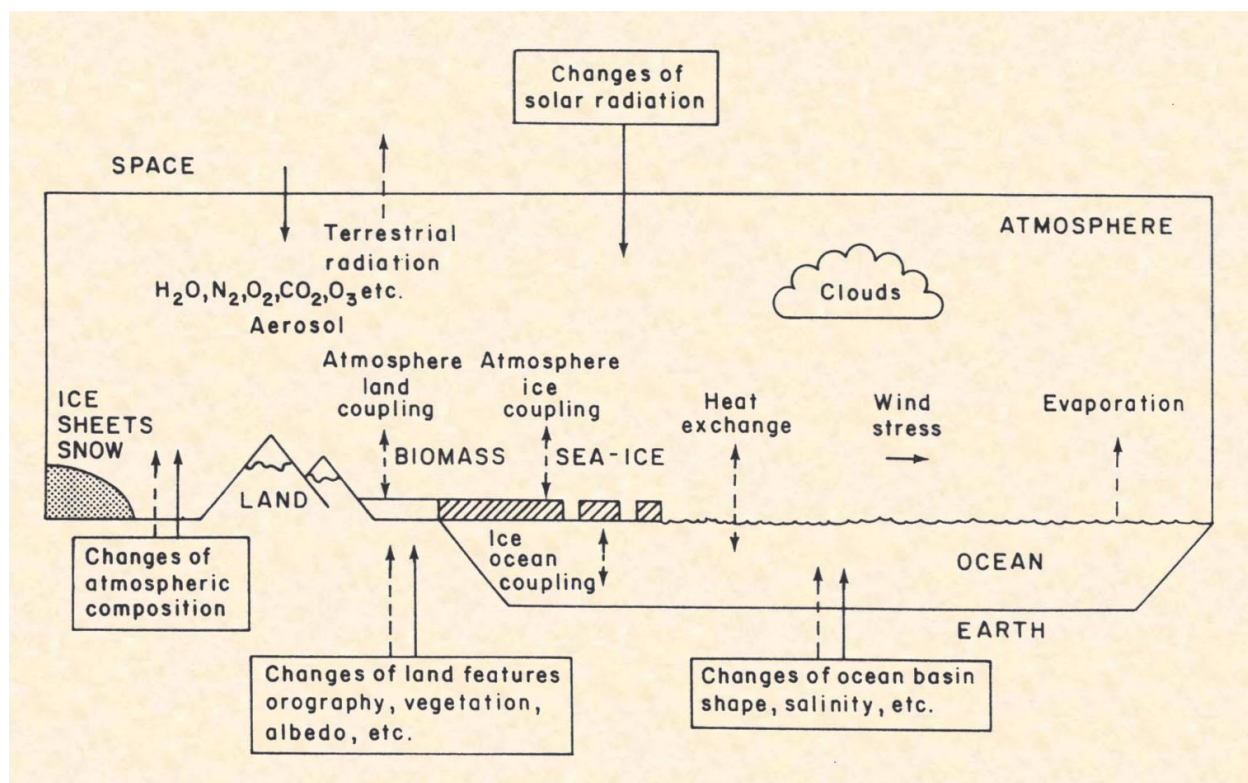 Changes of
solar radiation
SPACE
ATMOSPHERE
Terrestrial
radiation
H₂O, N₂, O₂, CO₂, O₃ etc.
Aerosol
Clouds
Atmosphere
land
coupling
Atmosphere
ice
coupling
ICE
SHEETS
SNOW
Heat
exchange
Wind
stress
Evaporation
BIOMASS
SEA-ICE
LAND
Changes of
atmospheric
composition
Ice
ocean
coupling
OCEAN
EARTH
Changes of land features
orography, vegetation,
albedo, etc.
Changes of ocean basin
shape, salinity, etc.